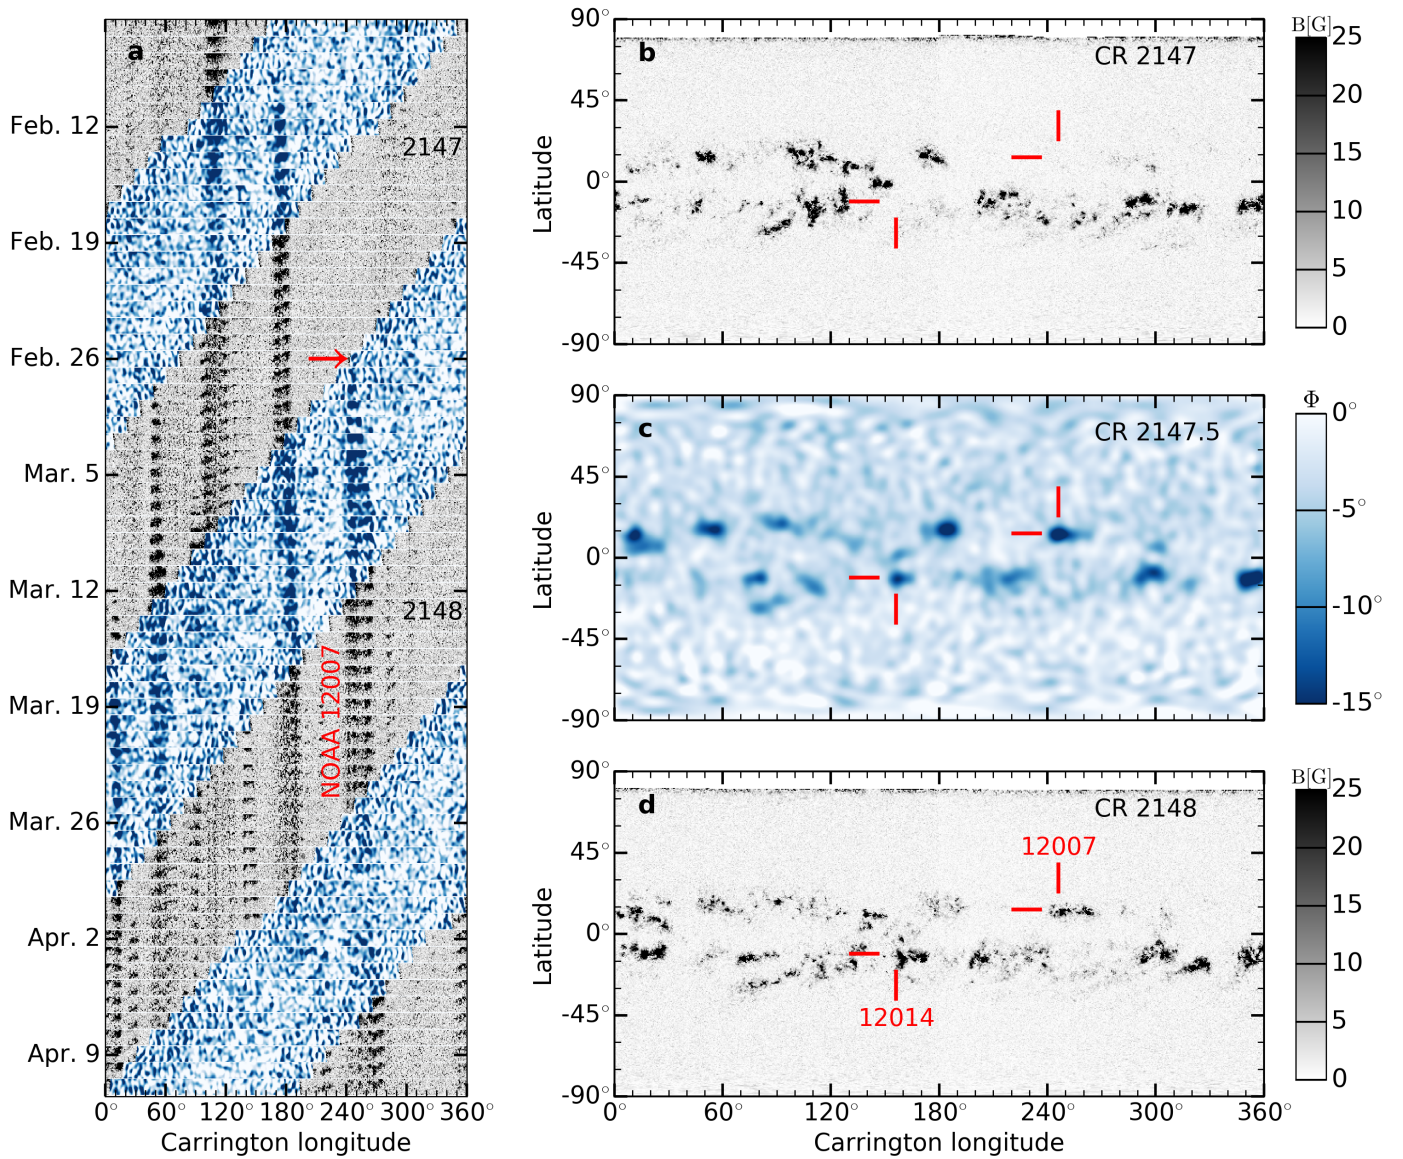 a
Feb. 12
Feb. 19
Feb. 26
Mar. 5
Mar. 12
Mar. 19
Mar. 26
Apr. 2
Apr. 9
2147
2148
NOAA 12007
0° 60° 120° 180° 240° 300° 360°
Carrington longitude
b
CR 2147
90°
45°
0°
-45°
-90°
Latitude
B[G]
25
20
15
10
5
0
c
CR 2147.5
90°
45°
0°
-45°
-90°
Latitude
Φ
0°
-5°
-10°
-15°
d
CR 2148
12007
12014
90°
45°
0°
-45°
-90°
Latitude
0° 60° 120° 180° 240° 300° 360°
Carrington longitude
B[G]
25
20
15
10
5
0